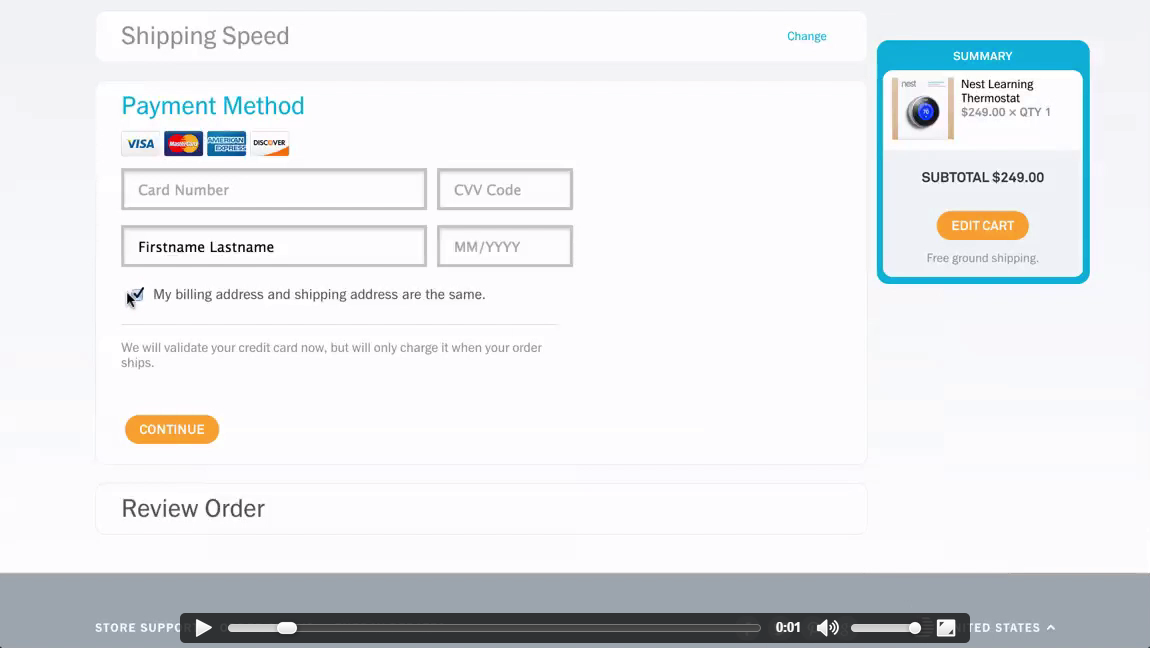 Shipping Speed
Change
Payment Method
VISA MasterCard AMERICAN EXPRESS DISCOVER
Card Number
CVV Code
Firstname Lastname
MM/YYYY
My billing address and shipping address are the same.
We will validate your credit card now, but will only charge it when your order
ships.
CONTINUE
Review Order
SUMMARY
nest
Nest Learning
Thermostat
$249.00 × QTY 1
SUBTOTAL $249.00
EDIT CART
Free ground shipping.
STORE SUPPO
0:01
TED STATES